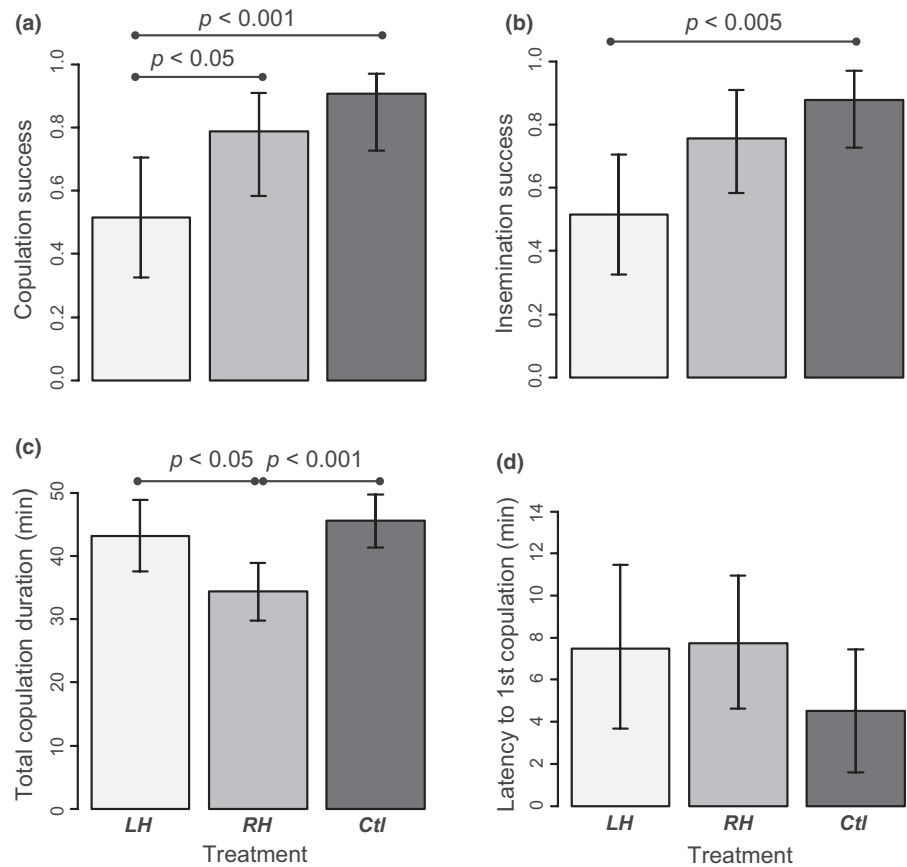 (a)
p < 0.001
p < 0.05
Copulation success
1.0
0.8
0.6
0.4
0.2
0.0
(b)
p < 0.005
Insemination success
1.0
0.8
0.6
0.4
0.2
0.0
(c)
p < 0.05
p < 0.001
Total copulation duration (min)
50
40
30
20
10
0
LH
RH
Ctl
Treatment
(d)
Latency to 1st copulation (min)
14
12
10
8
6
4
2
0
LH
RH
Ctl
Treatment